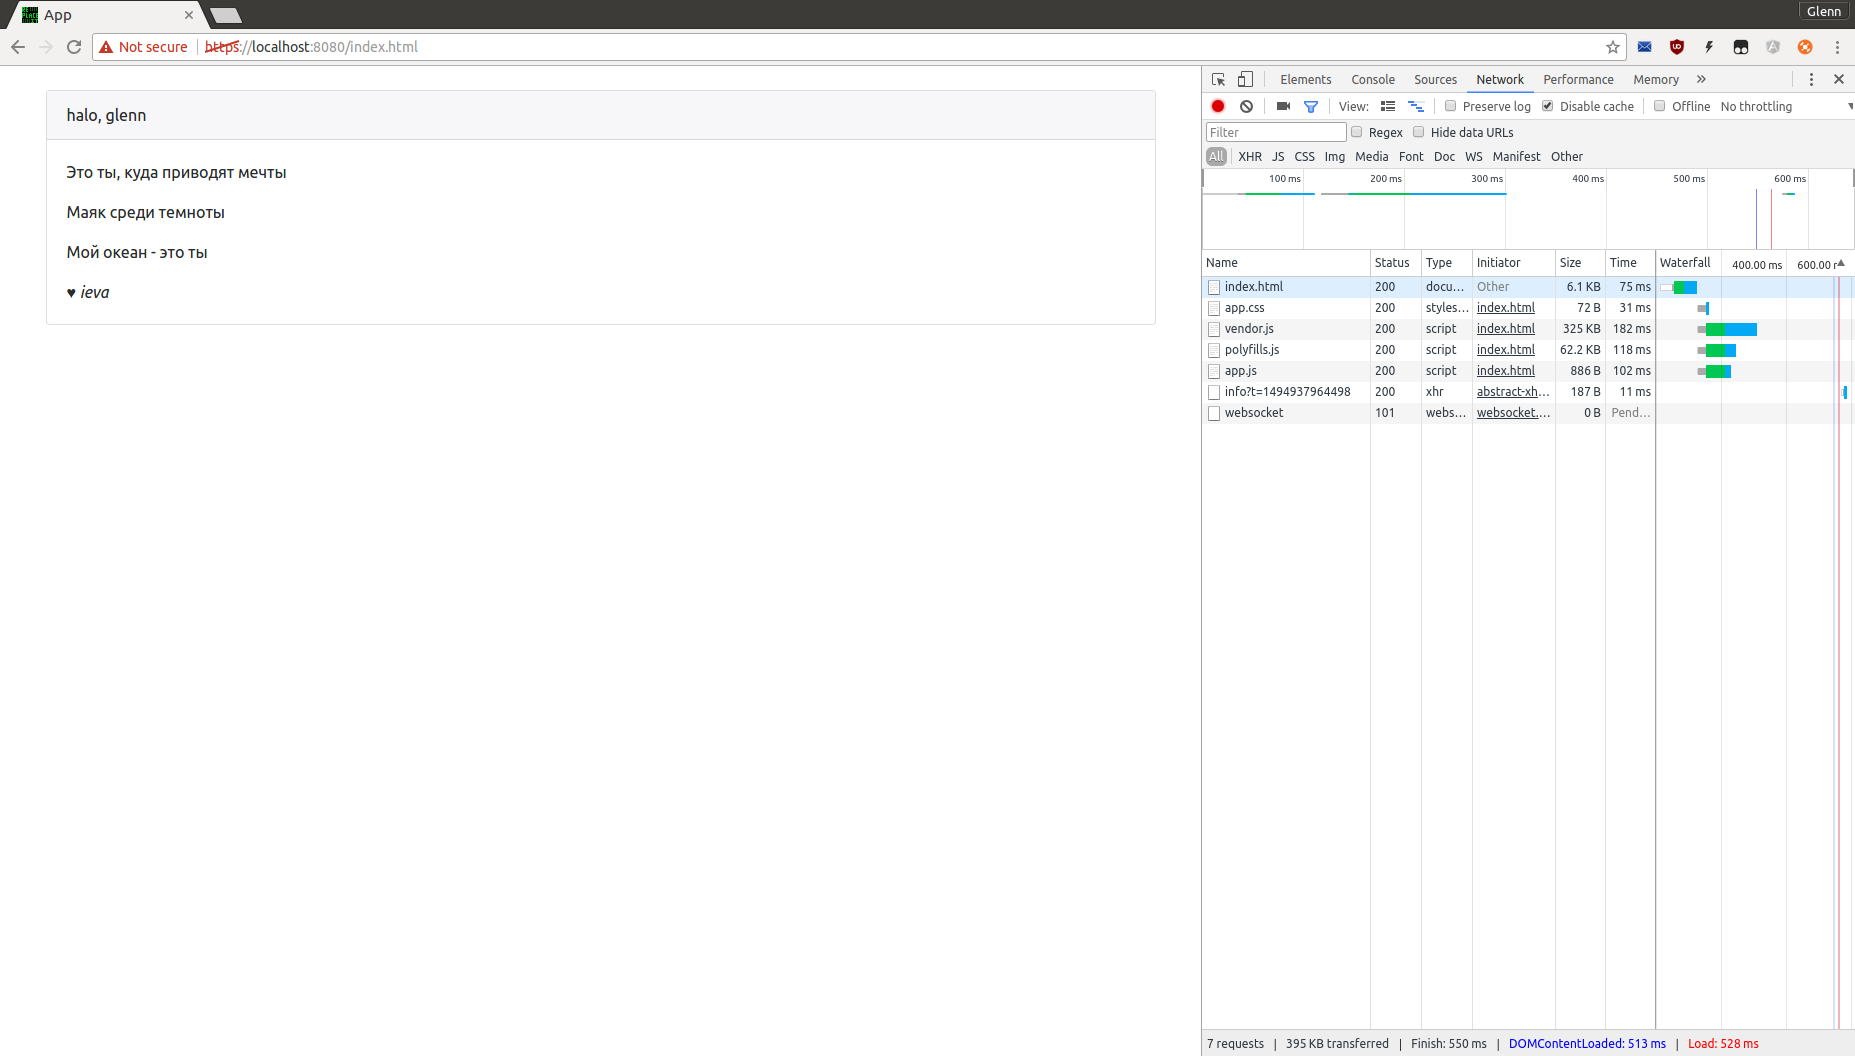 App
Glenn
Not secure https://localhost:8080/index.html
halo, glenn
Это ты, куда приводят мечты
Маяк среди темноты
Мой океан - это ты
♥ ieva
Elements Console Sources Network Performance Memory »
View: Preserve log Disable cache Offline No throttling
Filter Regex Hide data URLs
All XHR JS CSS Img Media Font Doc WS Manifest Other
100 ms 200 ms 300 ms 400 ms 500 ms 600 ms
Name Status Type Initiator Size Time Waterfall 400.00 ms 600.00 r
index.html 200 docu... Other 6.1 KB 75 ms
app.css 200 styles... index.html 72 B 31 ms
vendor.js 200 script index.html 325 KB 182 ms
polyfills.js 200 script index.html 62.2 KB 118 ms
app.js 200 script index.html 886 B 102 ms
info?t=1494937964498 200 xhr abstract-xh... 187 B 11 ms
websocket 101 webs... websocket.... 0 B Pend...
7 requests | 395 KB transferred | Finish: 550 ms | DOMContentLoaded: 513 ms | Load: 528 ms